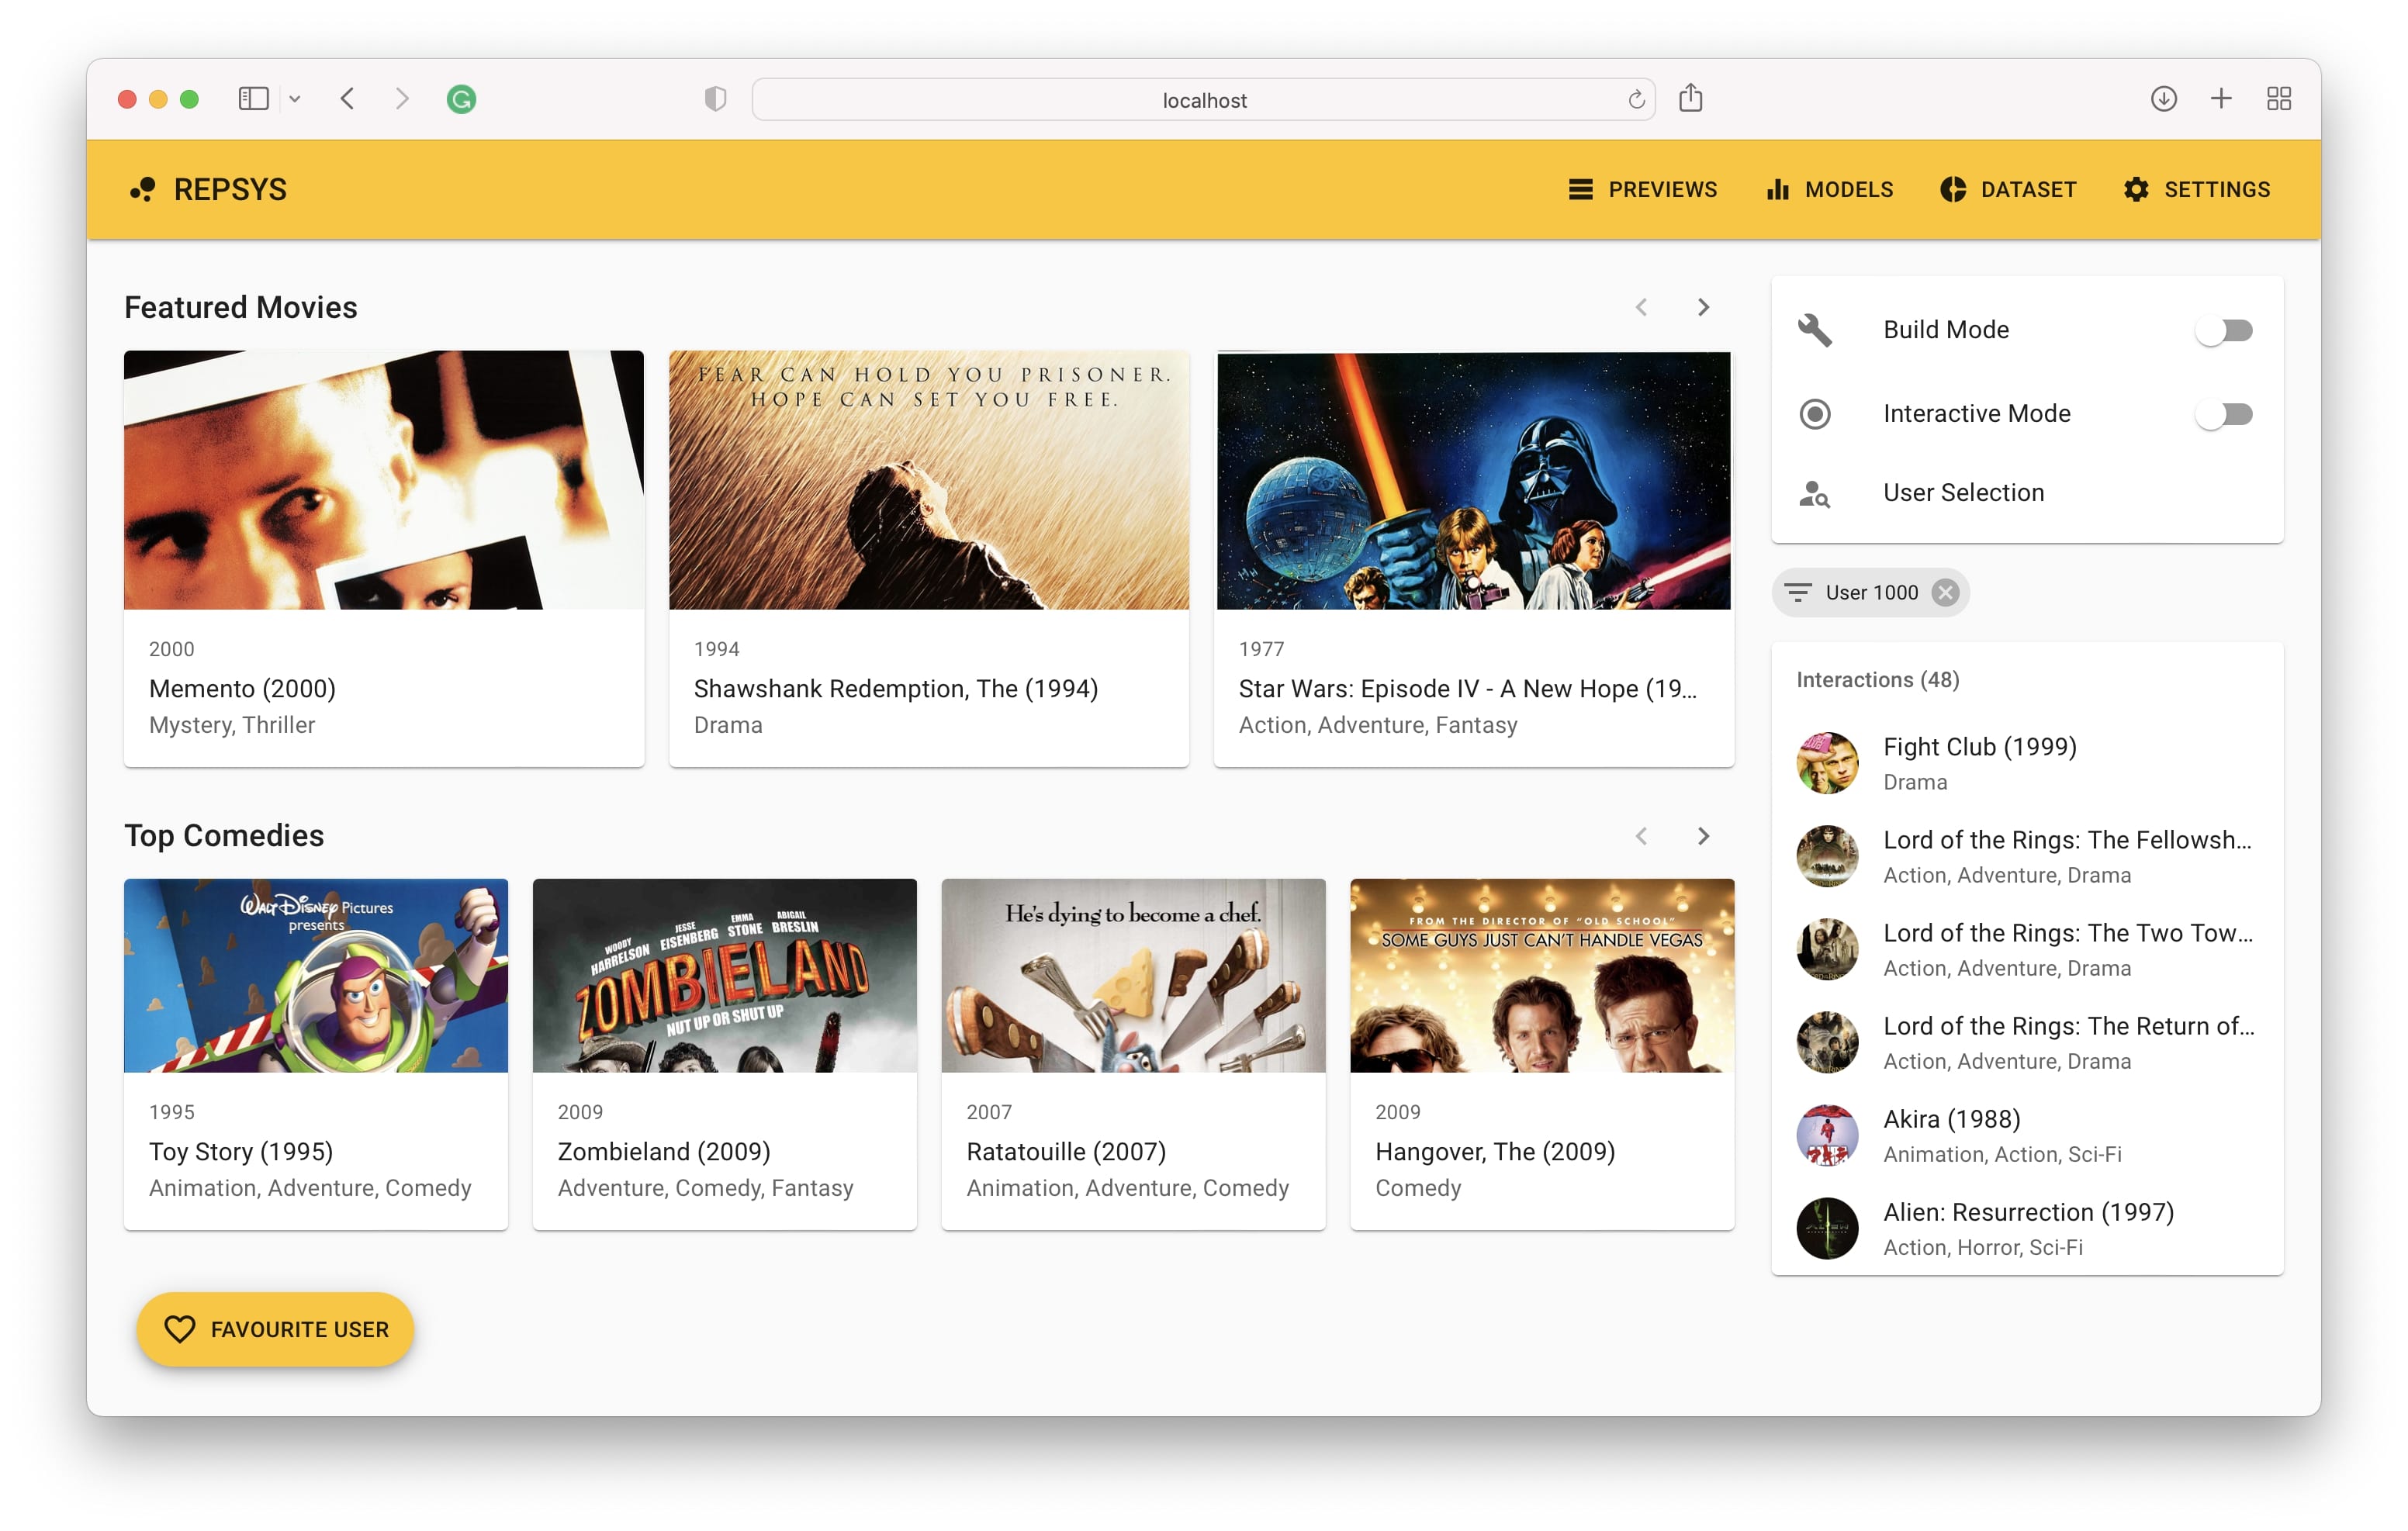 localhost
REPSYS
PREVIEWS
MODELS
DATASET
SETTINGS
Featured Movies
FEAR CAN HOLD YOU PRISONER.
HOPE CAN SET YOU FREE.
2000
Memento (2000)
Mystery, Thriller
1994
Shawshank Redemption, The (1994)
Drama
1977
Star Wars: Episode IV - A New Hope (19...
Action, Adventure, Fantasy
Top Comedies
WALT DISNEY Pictures
presents
WOODY HARRELSON
JESSE EISENBERG
EMMA STONE
ABIGAIL BRESLIN
ZOMBIELAND
NUT UP OR SHUT UP
He's dying to become a chef.
FROM THE DIRECTOR OF "OLD SCHOOL"
SOME GUYS JUST CAN'T HANDLE VEGAS
1995
Toy Story (1995)
Animation, Adventure, Comedy
2009
Zombieland (2009)
Adventure, Comedy, Fantasy
2007
Ratatouille (2007)
Animation, Adventure, Comedy
2009
Hangover, The (2009)
Comedy
FAVOURITE USER
Build Mode
Interactive Mode
User Selection
User 1000
Interactions (48)
Fight Club (1999)
Drama
Lord of the Rings: The Fellowsh...
Action, Adventure, Drama
Lord of the Rings: The Two Tow...
Action, Adventure, Drama
Lord of the Rings: The Return of...
Action, Adventure, Drama
Akira (1988)
Animation, Action, Sci-Fi
Alien: Resurrection (1997)
Action, Horror, Sci-Fi